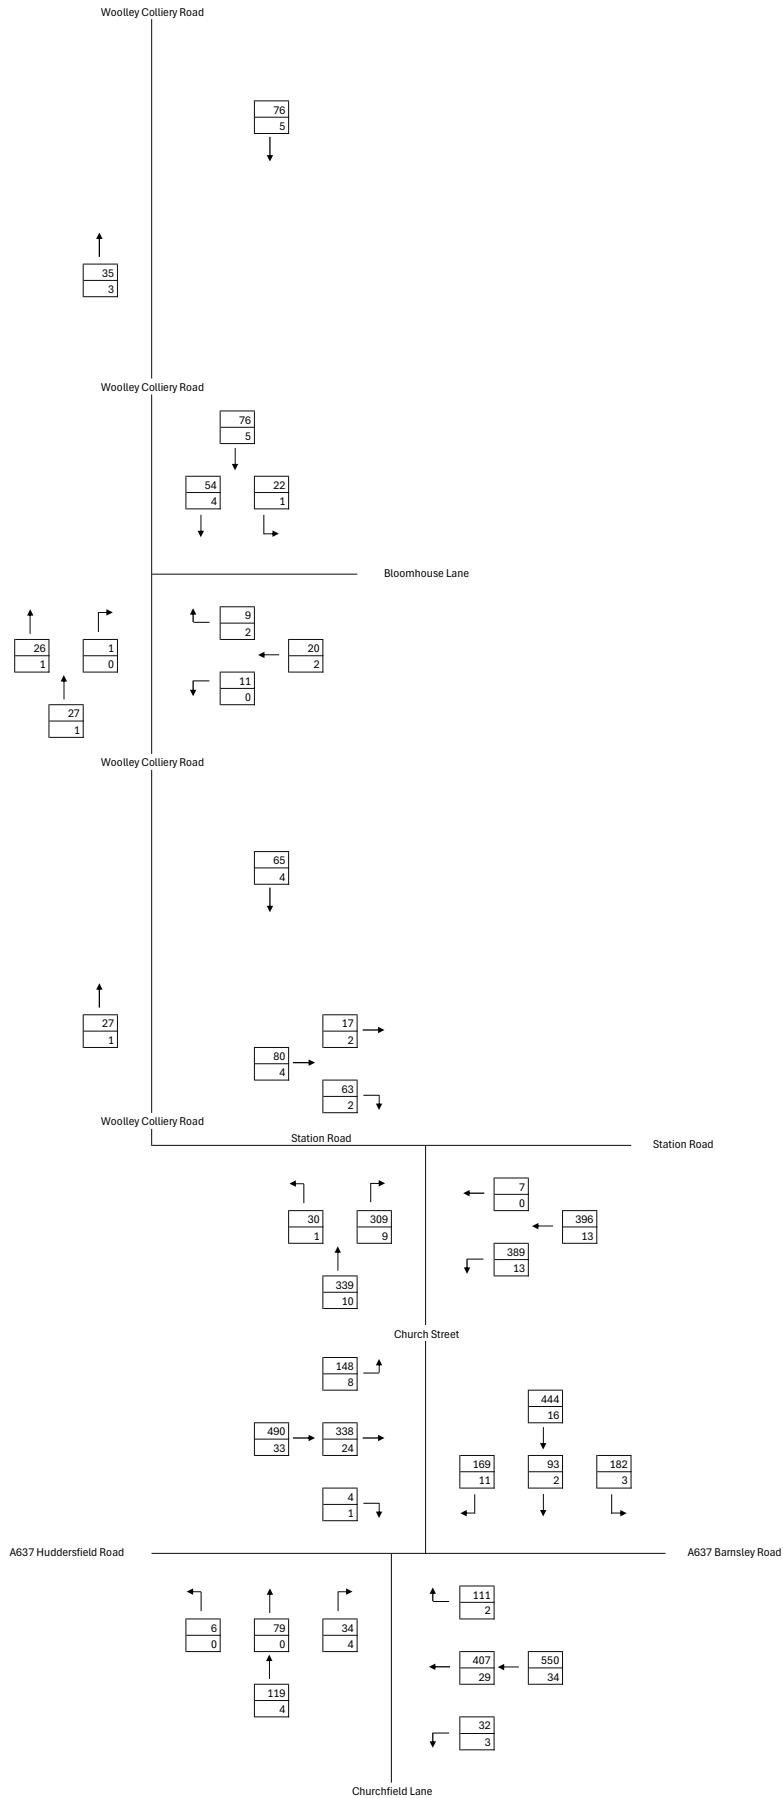 Woolley Colliery Road
76
5
35
3
Woolley Colliery Road
76
5
54 22
4 1
Bloomhouse Lane
9
2
26 1 20
1 0 2
11
0
27
1
Woolley Colliery Road
65
4
27 17
1 2
80
4
63
2
Woolley Colliery Road
Station Road
Station Road
7
0
30 309 396
1 9 13
389
13
339
10
Church Street
148
8
444
16
490 338
33 24
169 93 182
11 2 3
4
1
A637 Huddersfield Road A637 Barnsley Road
111
2
6 79 34
0 0 4
407 550
29 34
119
4
32
3
Churchfield Lane